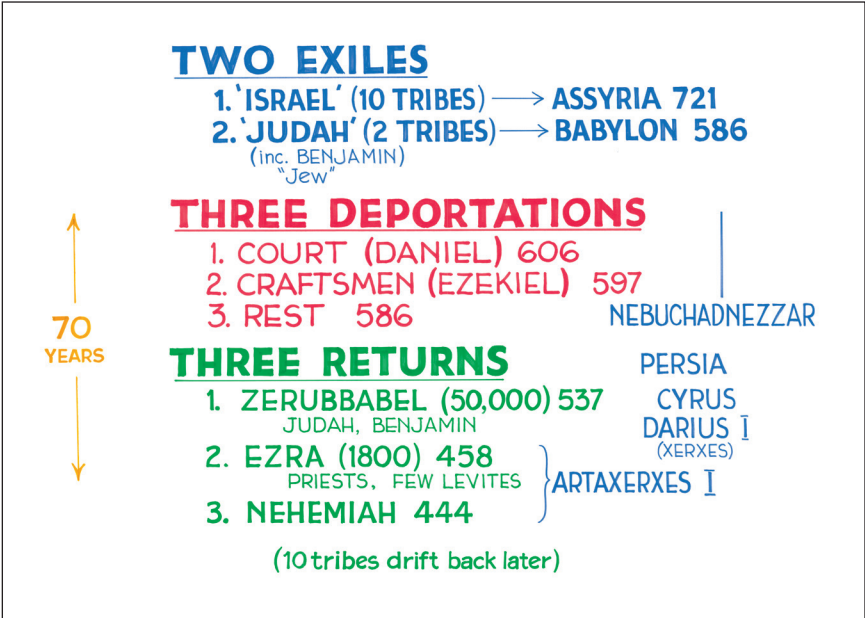 TWO EXILES
1. 'ISRAEL' (10 TRIBES) → ASSYRIA 721
2. 'JUDAH' (2 TRIBES) → BABYLON 586
(inc. BENJAMIN)
"Jew"
THREE DEPORTATIONS
1. COURT (DANIEL) 606
2. CRAFTSMEN (EZEKIEL) 597
3. REST 586
NEBUCHADNEZZAR
70
YEARS
THREE RETURNS
PERSIA
1. ZERUBBABEL (50,000) 537
CYRUS
JUDAH, BENJAMIN
DARIUS I
(XERXES)
2. EZRA (1800) 458
PRIESTS, FEW LEVITES
ARTAXERXES I
3. NEHEMIAH 444
(10 tribes drift back later)